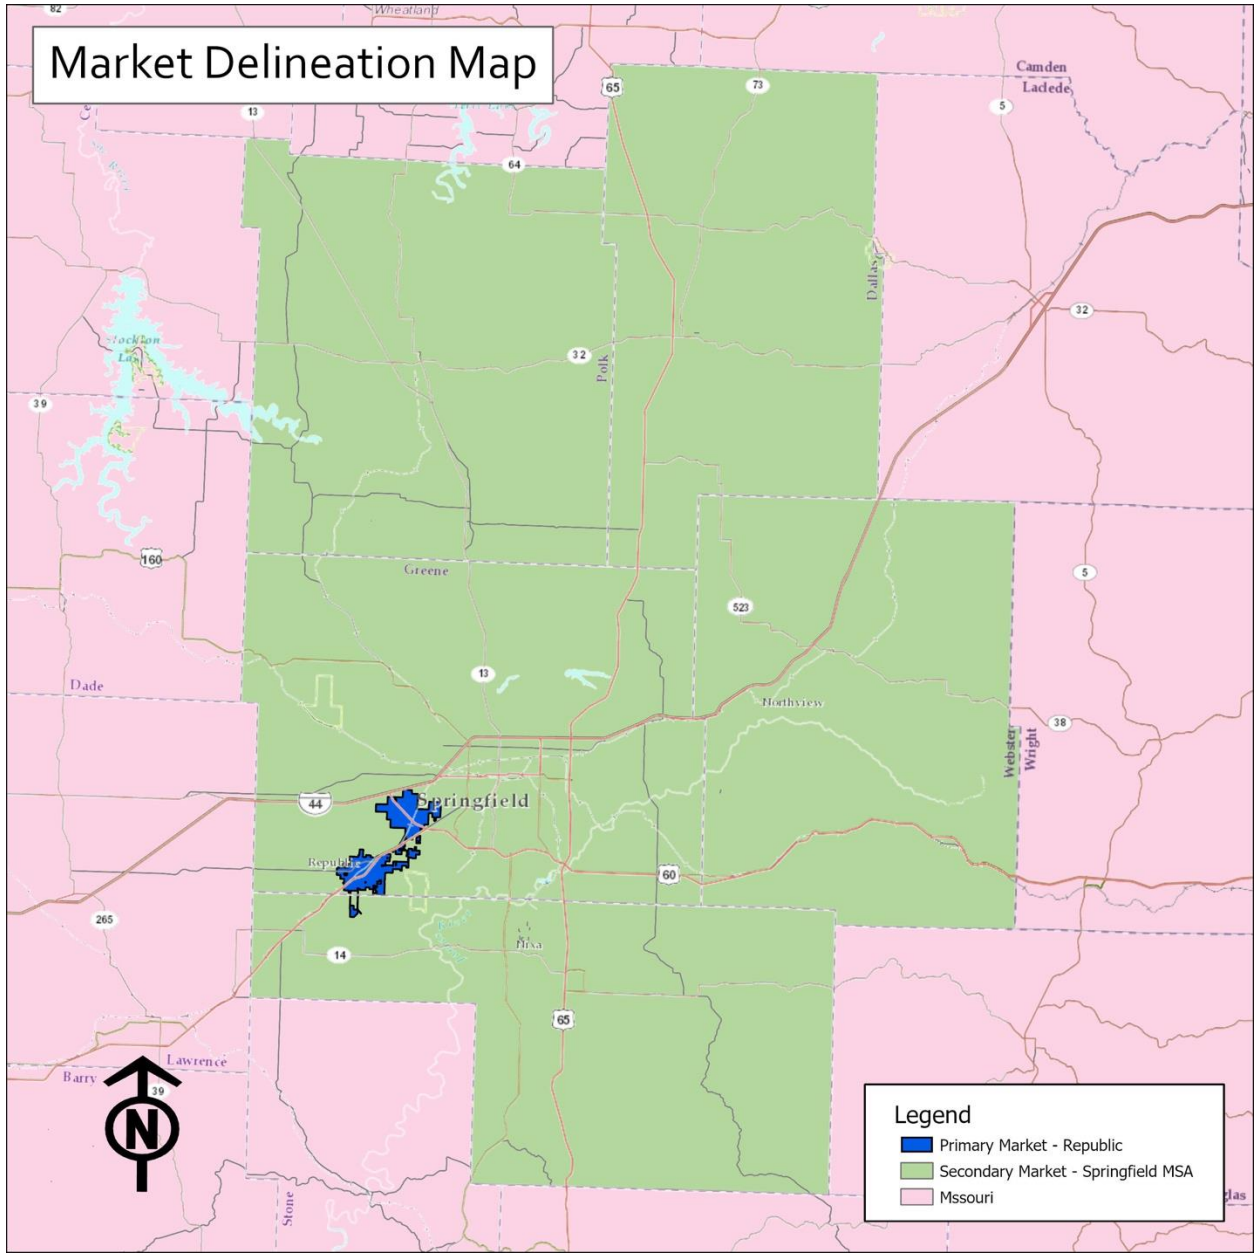 82
Wheatland
Market Delineation Map
65
73
Camden
Laclede
5
13
64
Dallas
32
Stockton
32
Polk
39
160
Greene
5
523
13
Dade
Northview
38
Webster
Wright
44
Springfield
Republic
60
265
14
Nixa
65
Lawrence
Barry
39
N
Stone
Legend
Primary Market - Republic
Secondary Market - Springfield MSA
Mssouri
glas